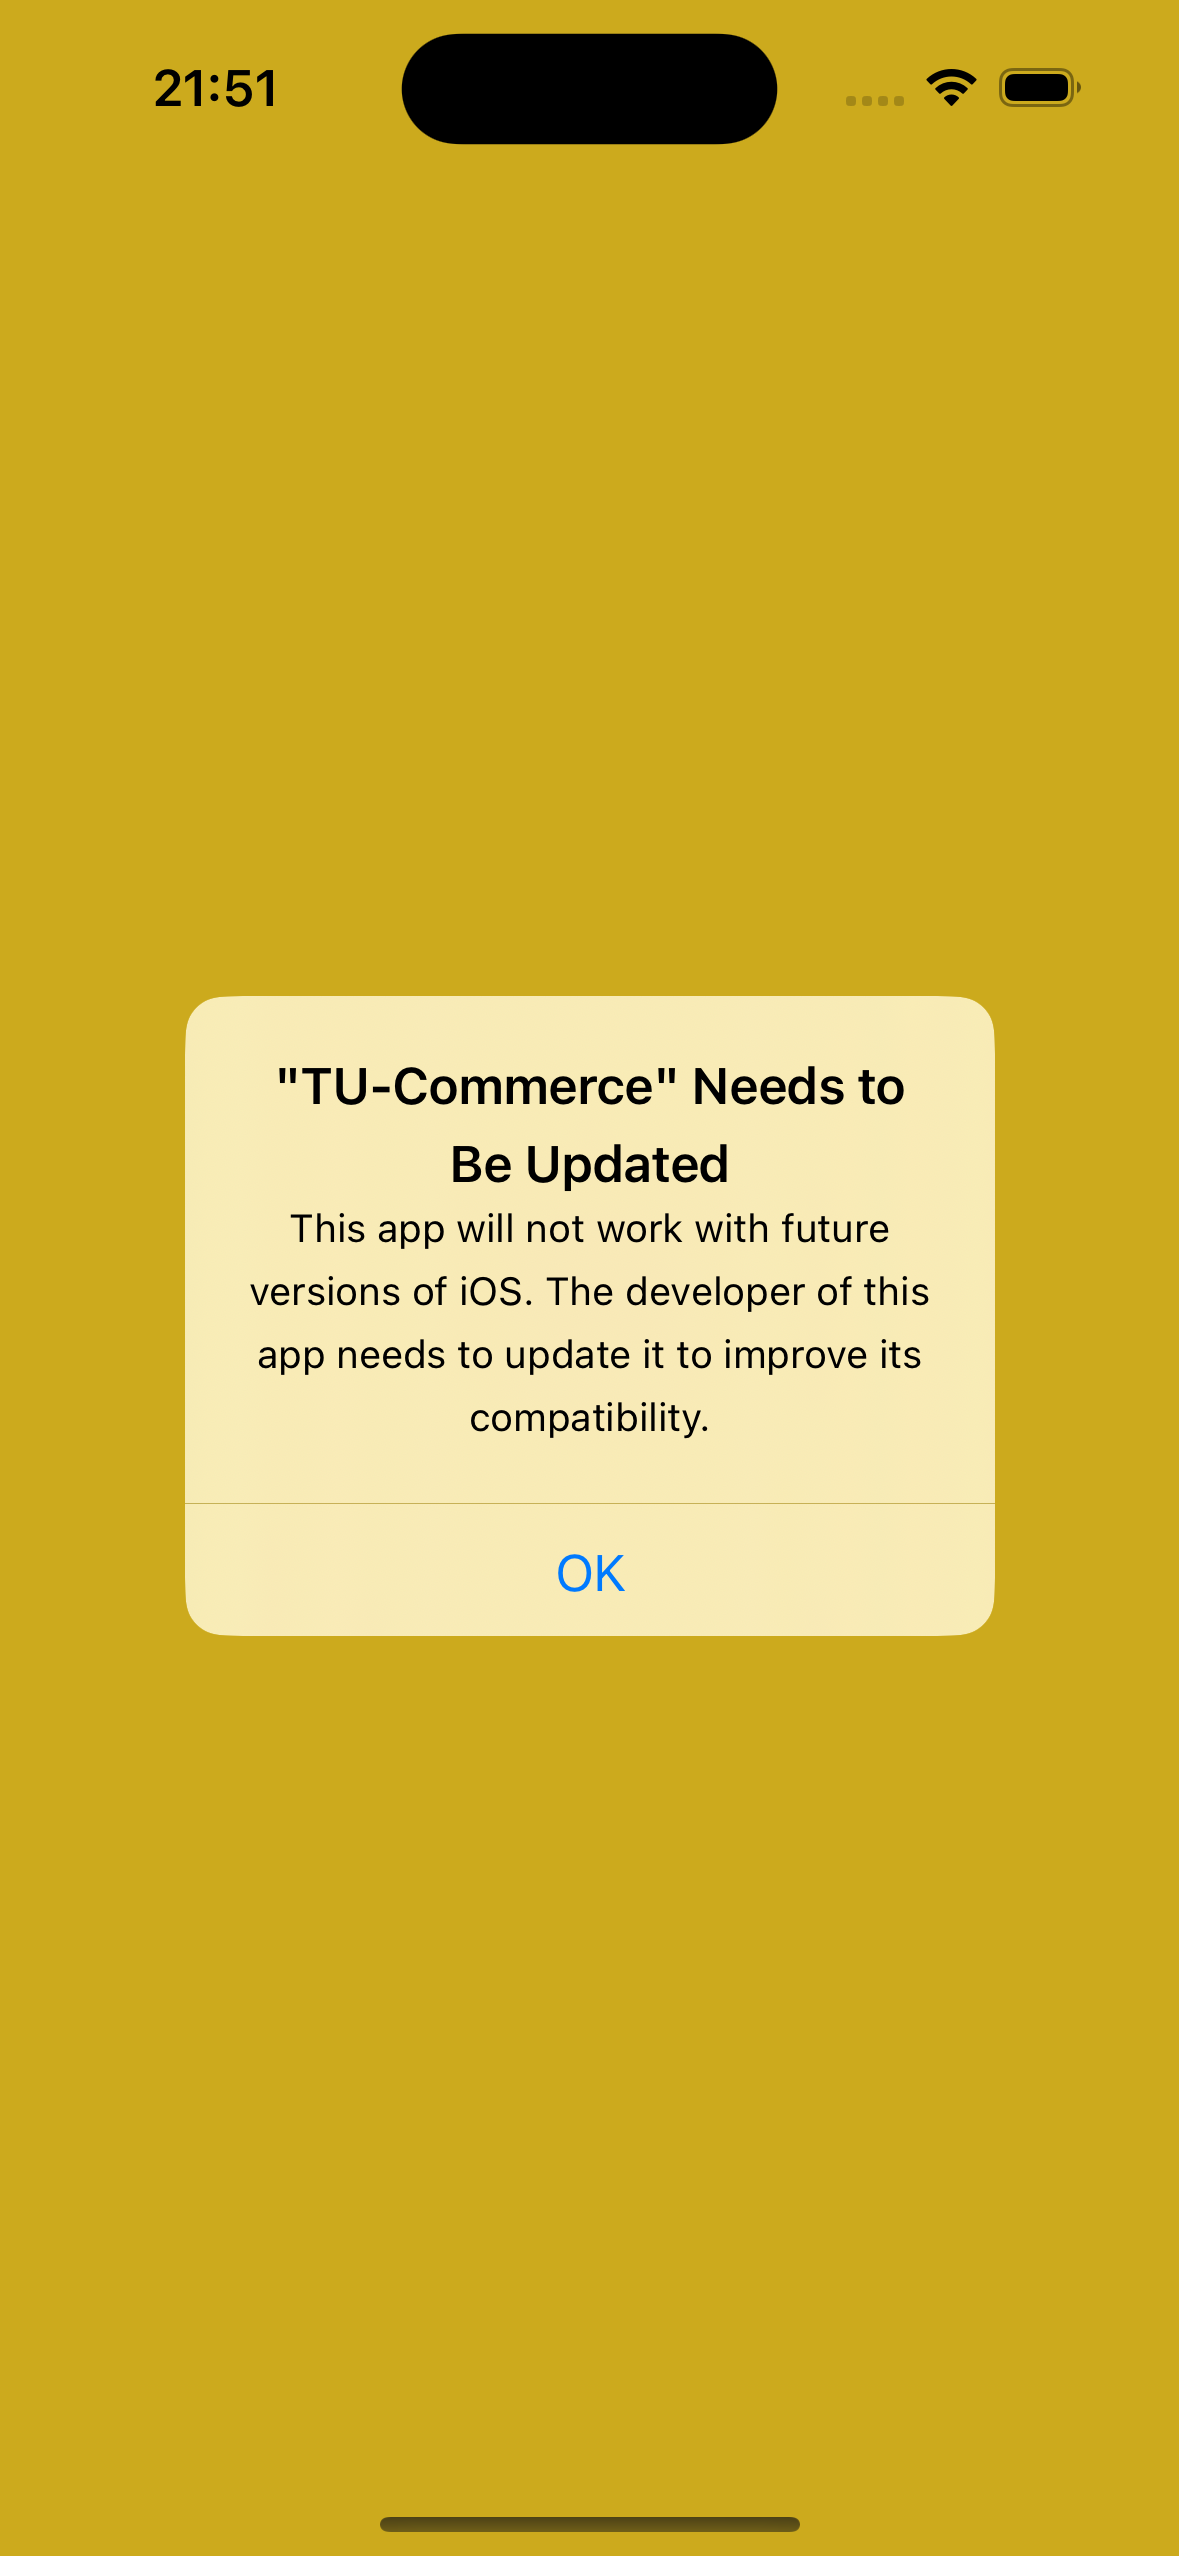 21:51
"TU-Commerce" Needs to
Be Updated
This app will not work with future
versions of iOS. The developer of this
app needs to update it to improve its
compatibility.
OK